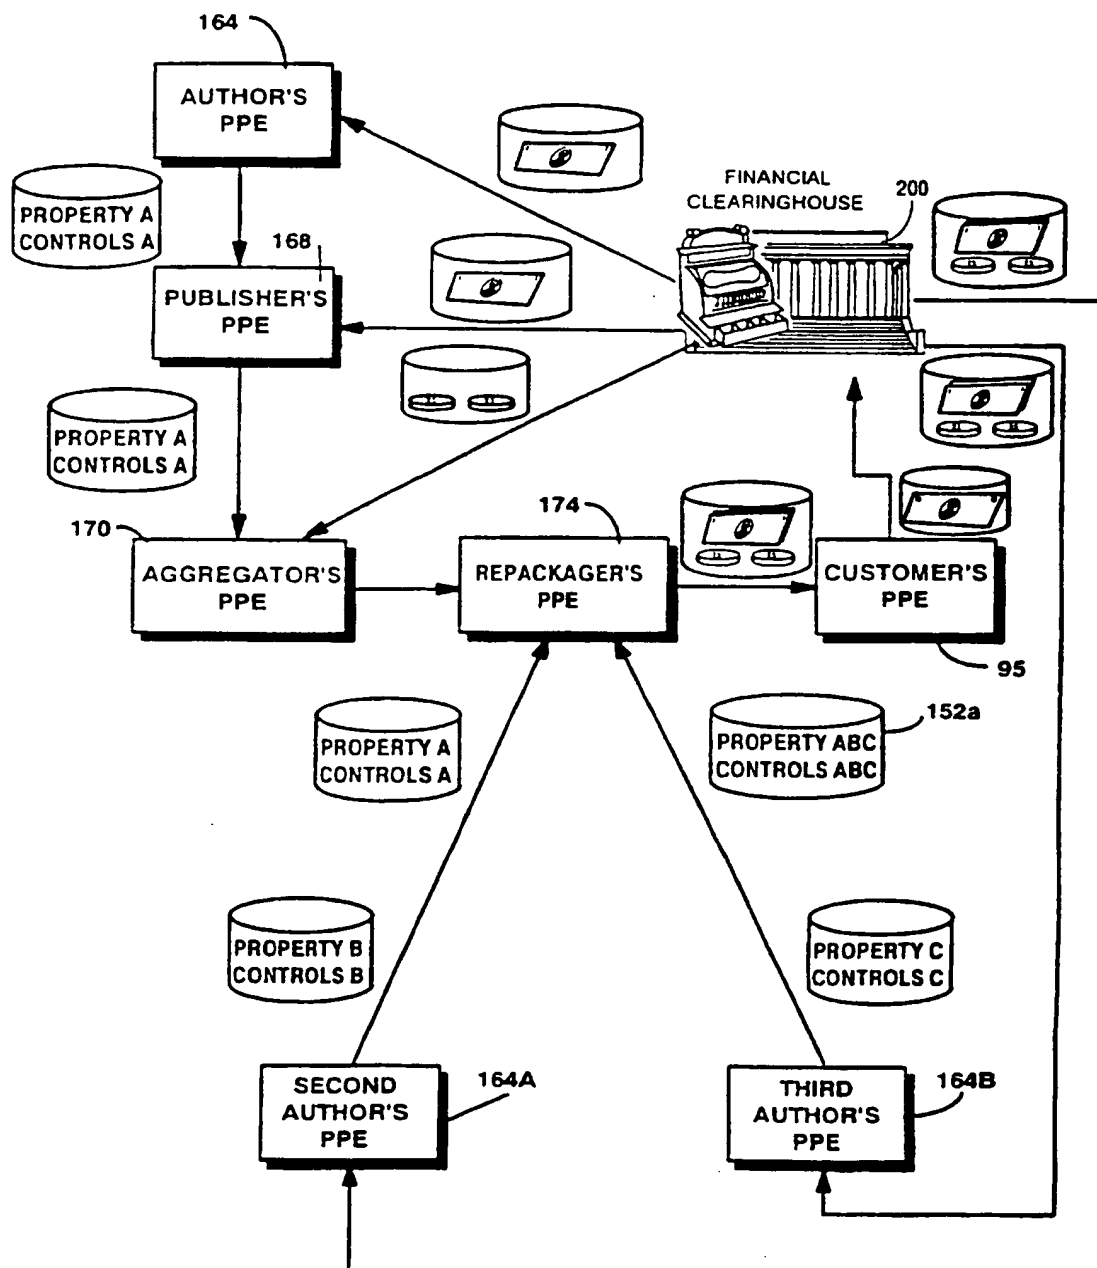 164
AUTHOR'S
PPE
PROPERTY A
CONTROLS A
168
PUBLISHER'S
PPE
FINANCIAL
CLEARINGHOUSE
200
PROPERTY A
CONTROLS A
170
AGGREGATOR'S
PPE
174
REPACKAGER'S
PPE
CUSTOMER'S
PPE
95
PROPERTY A
CONTROLS A
PROPERTY ABC
CONTROLS ABC
152a
PROPERTY B
CONTROLS B
PROPERTY C
CONTROLS C
SECOND
AUTHOR'S
PPE
164A
THIRD
AUTHOR'S
PPE
164B